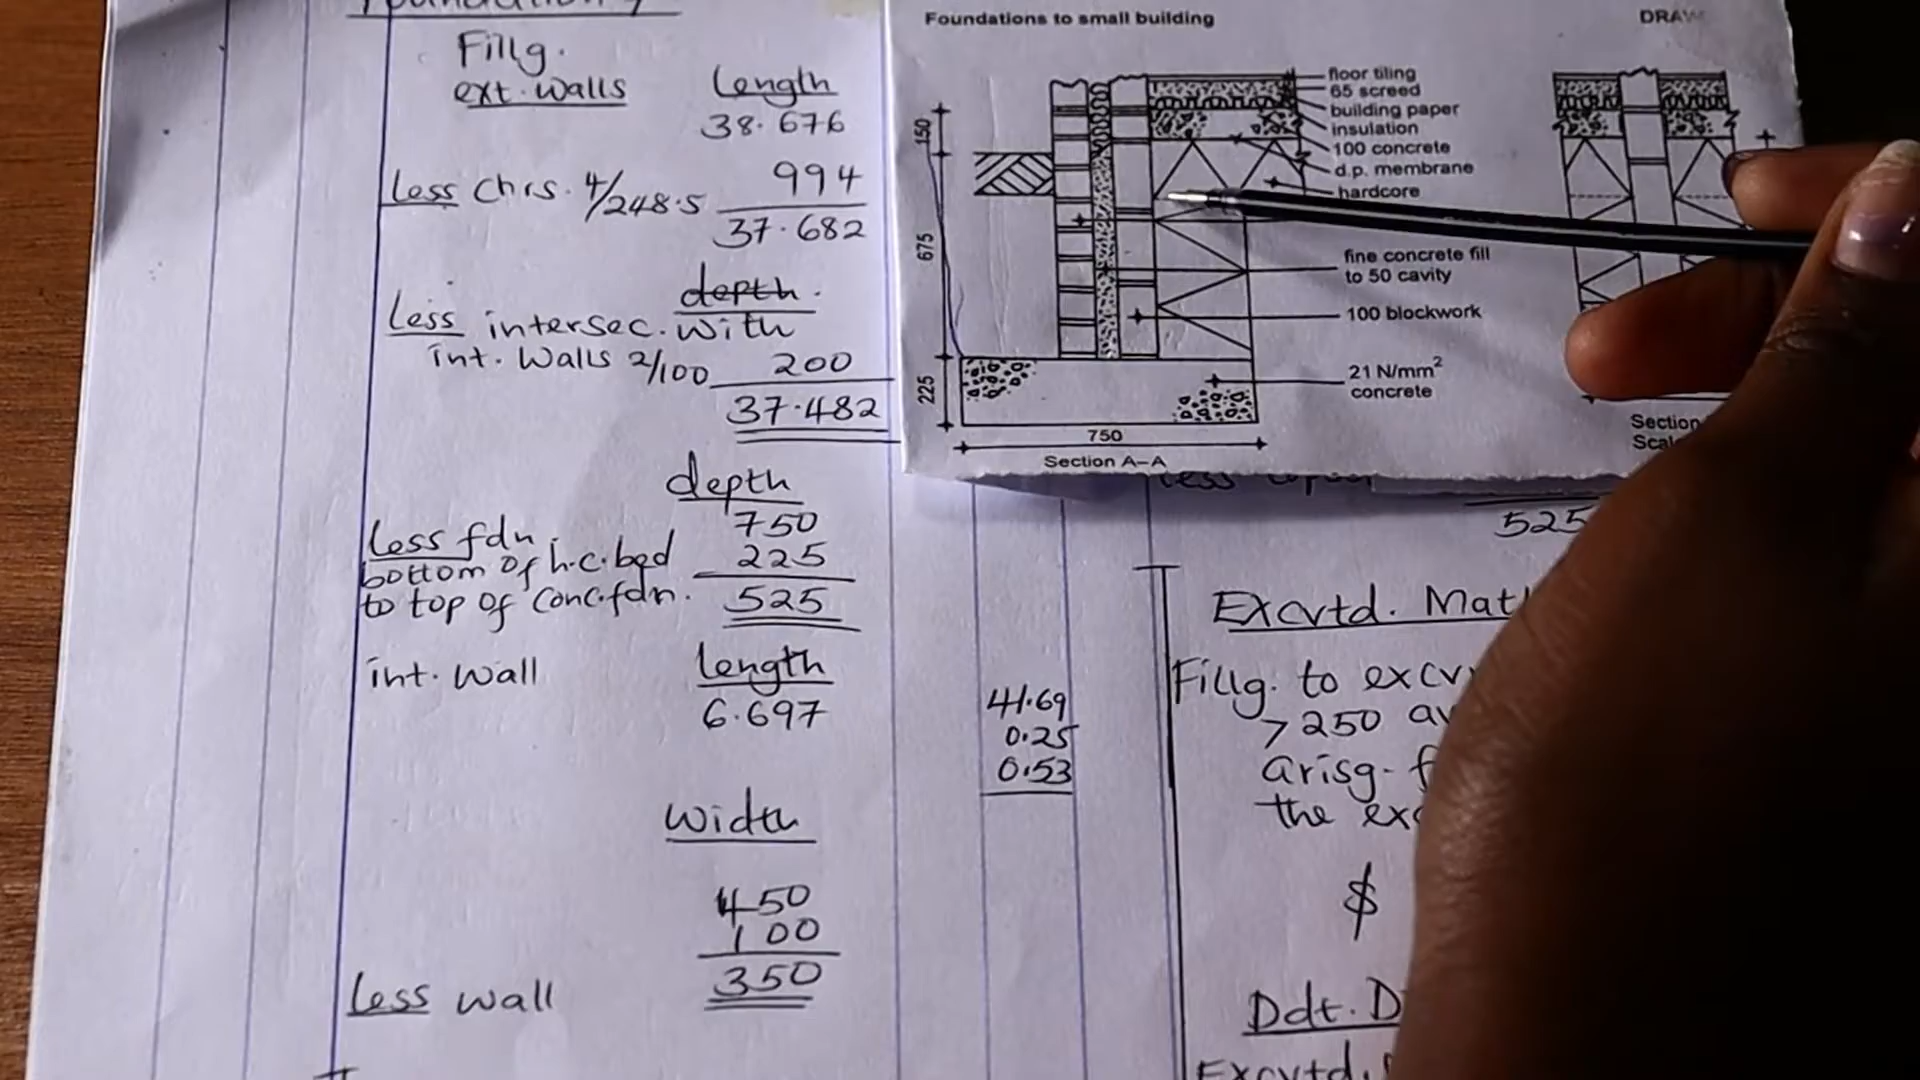 Fillg.
ext. walls
Length
38.676
Less Chrs. 4/248.5
994
37.682
depth.
Less intersec. with
int. Walls 2/100
200
37.482
depth
750
Less fdn
225
bottom of h.c. bed
to top of conc. fdn.
525
int. Wall
Length
6.697
Width
450
100
Less wall
350
Foundations to small building
DRAW
150
675
225
floor tiling
65 screed
building paper
insulation
100 concrete
d.p. membrane
hardcore
fine concrete fill
to 50 cavity
100 blockwork
21 N/mm²
concrete
750
Section A–A
Section
525
41.69
0.25
0.53
Excvtd. Mat
Fillg. to excv
> 250 av
arisg. f
the exc
$
Ddt. D
Excvtd.